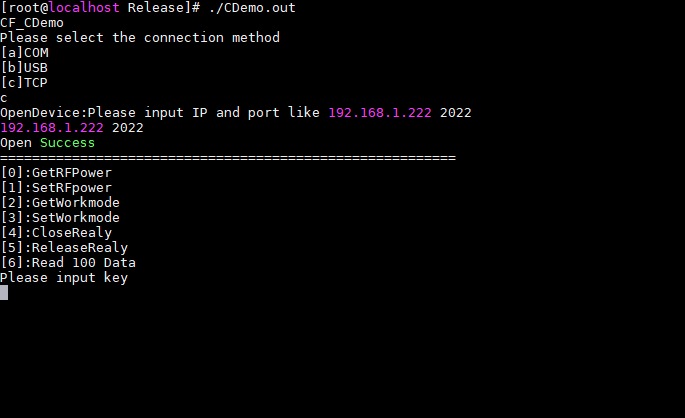 [root@localhost Release]# ./CDemo.out
CF_CDemo
Please select the connection method
[a]COM
[b]USB
[c]TCP
c
OpenDevice:Please input IP and port like 192.168.1.222 2022
192.168.1.222 2022
Open Success
=========================================================
[0]:GetRFPower
[1]:SetRFpower
[2]:GetWorkmode
[3]:SetWorkmode
[4]:CloseRealy
[5]:ReleaseRealy
[6]:Read 100 Data
Please input key